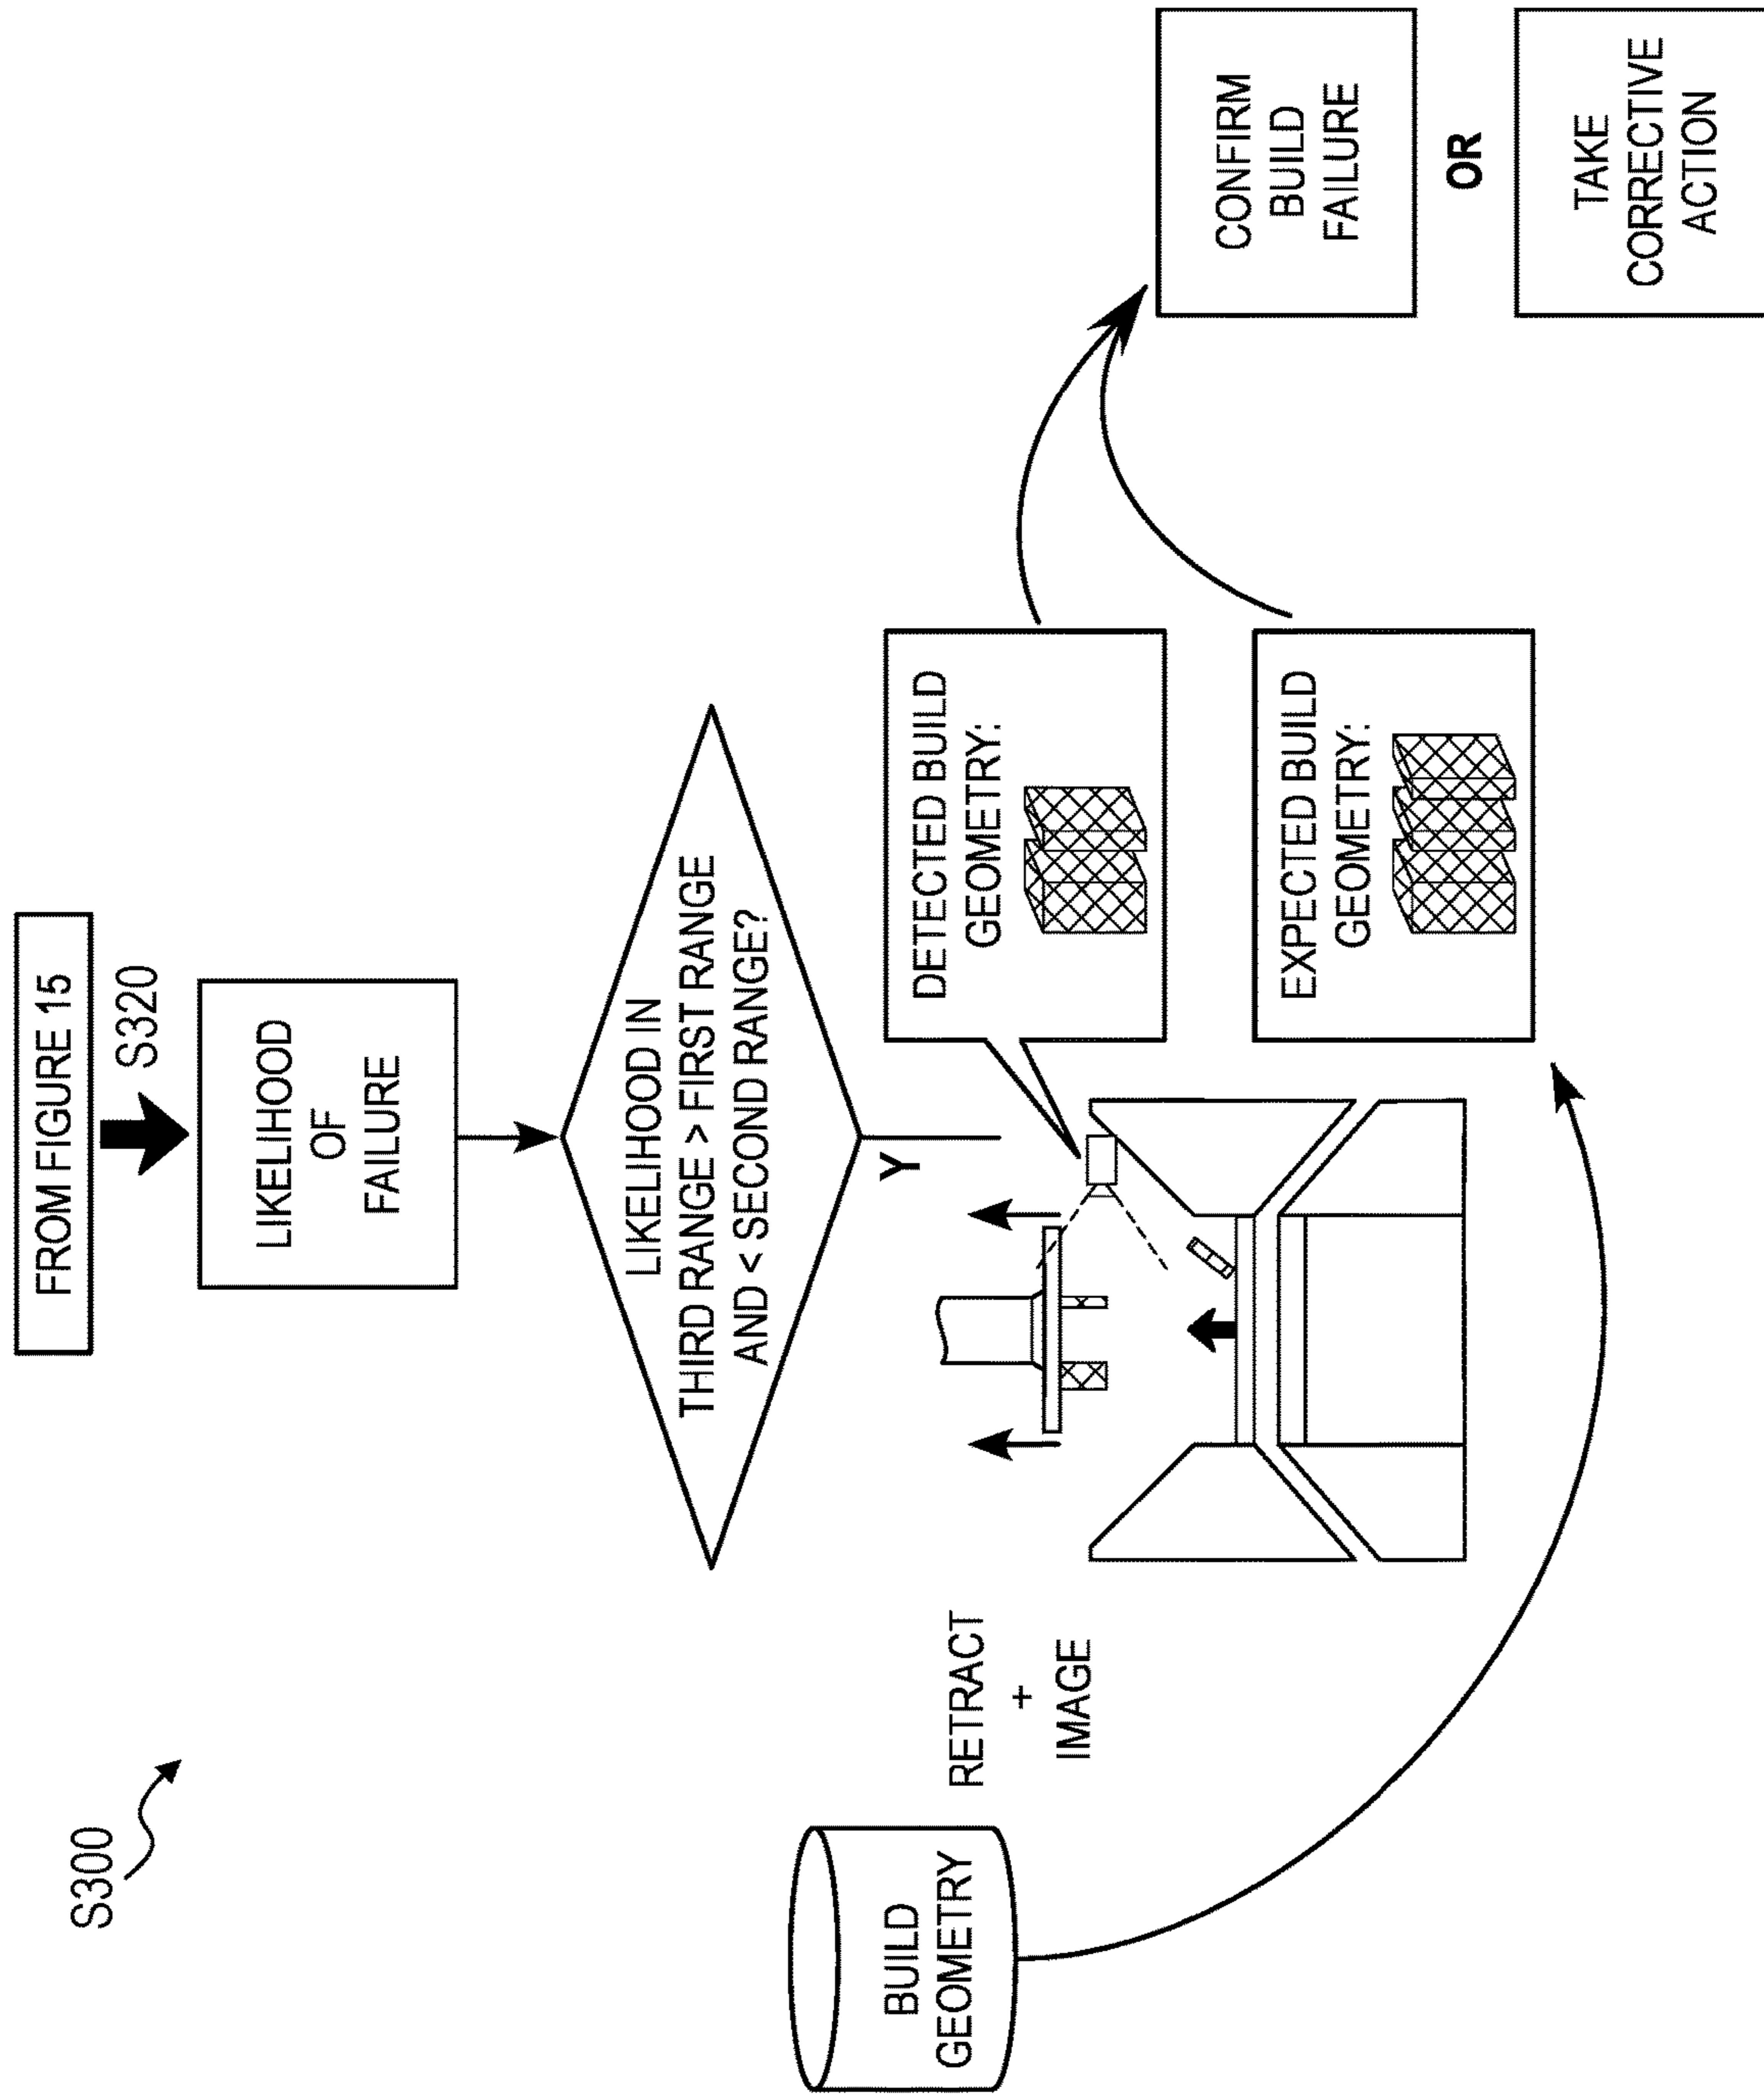 S300
FROM FIGURE 15
S320
LIKELIHOOD
OF
FAILURE
LIKELIHOOD IN
THIRD RANGE > FIRST RANGE
AND < SECOND RANGE?
Y
BUILD
GEOMETRY
RETRACT
+
IMAGE
DETECTED BUILD
GEOMETRY:
EXPECTED BUILD
GEOMETRY:
CONFIRM
BUILD
FAILURE
OR
TAKE
CORRECTIVE
ACTION